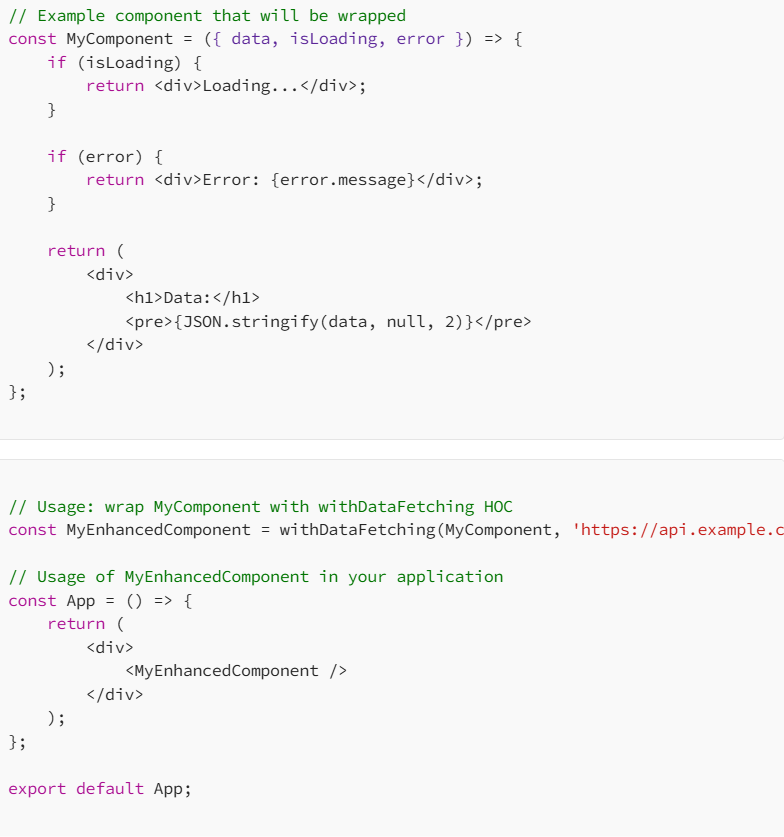 // Example component that will be wrapped
const MyComponent = ({ data, isLoading, error }) => {
    if (isLoading) {
        return <div>Loading...</div>;
    }

    if (error) {
        return <div>Error: {error.message}</div>;
    }

    return (
        <div>
            <h1>Data:</h1>
            <pre>{JSON.stringify(data, null, 2)}</pre>
        </div>
    );
};

// Usage: wrap MyComponent with withDataFetching HOC
const MyEnhancedComponent = withDataFetching(MyComponent, 'https://api.example.c

// Usage of MyEnhancedComponent in your application
const App = () => {
    return (
        <div>
            <MyEnhancedComponent />
        </div>
    );
};

export default App;